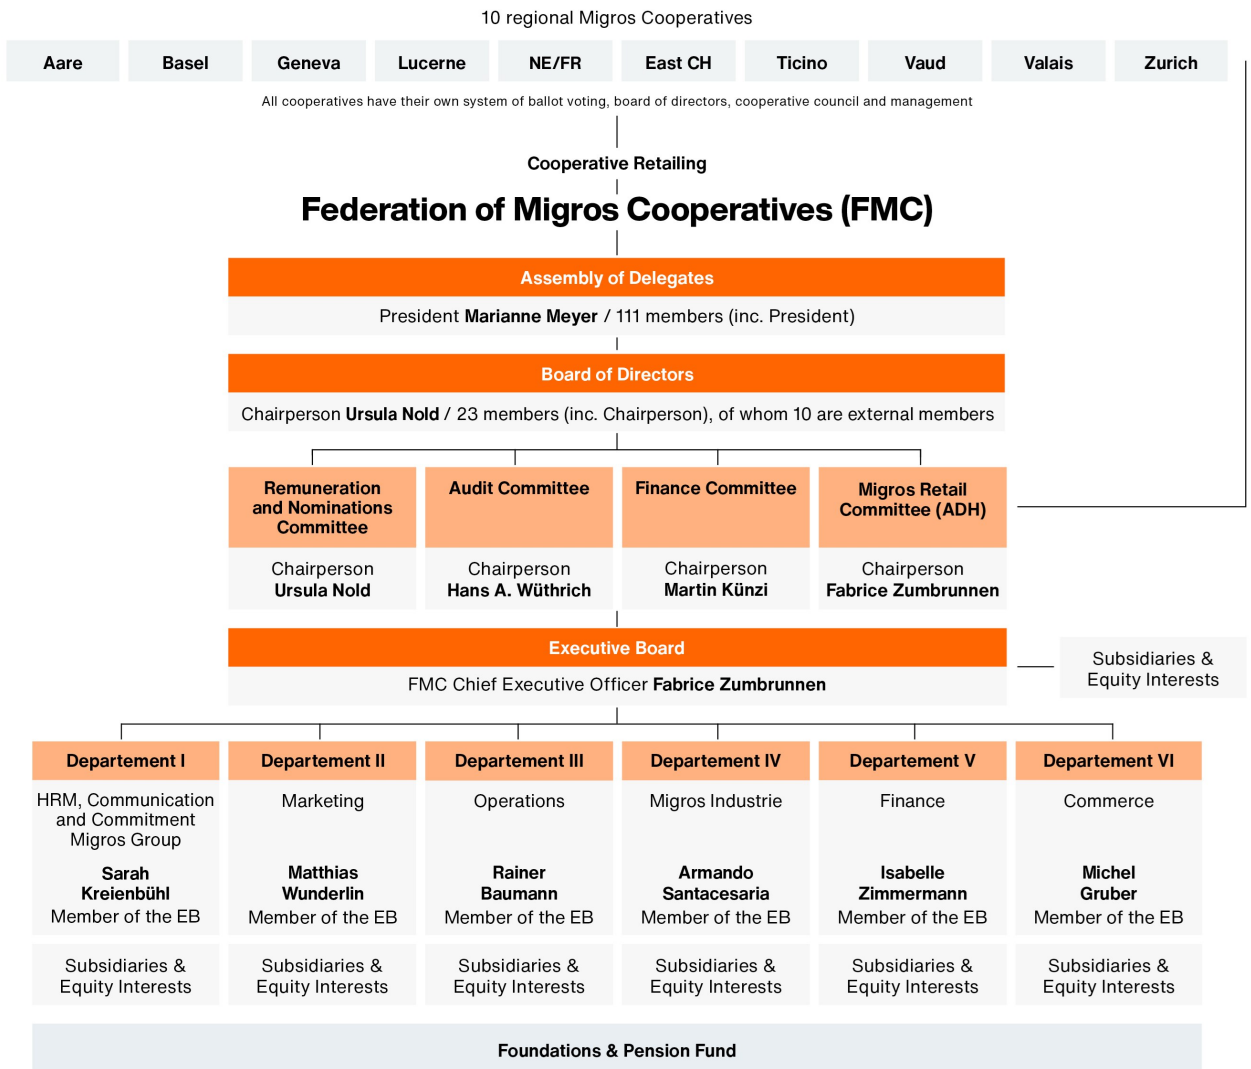 10 regional Migros Cooperatives
Aare
Basel
Geneva
Lucerne
NE/FR
East CH
Ticino
Vaud
Valais
Zurich
All cooperatives have their own system of ballot voting, board of directors, cooperative council and management
Cooperative Retailing
Federation of Migros Cooperatives (FMC)
Assembly of Delegates
President Marianne Meyer / 111 members (inc. President)
Board of Directors
Chairperson Ursula Nold / 23 members (inc. Chairperson), of whom 10 are external members
Remuneration
and Nominations
Committee
Chairperson
Ursula Nold
Audit Committee
Chairperson
Hans A. Wüthrich
Finance Committee
Chairperson
Martin Künzi
Migros Retail
Committee (ADH)
Chairperson
Fabrice Zumbrunnen
Executive Board
FMC Chief Executive Officer Fabrice Zumbrunnen
Subsidiaries &
Equity Interests
Departement I
HRM, Communication
and Commitment
Migros Group
Sarah
Kreienbühl
Member of the EB
Subsidiaries &
Equity Interests
Departement II
Marketing
Matthias
Wunderlin
Member of the EB
Subsidiaries &
Equity Interests
Departement III
Operations
Rainer
Baumann
Member of the EB
Subsidiaries &
Equity Interests
Departement IV
Migros Industrie
Armando
Santacesaria
Member of the EB
Subsidiaries &
Equity Interests
Departement V
Finance
Isabelle
Zimmermann
Member of the EB
Subsidiaries &
Equity Interests
Departement VI
Commerce
Michel
Gruber
Member of the EB
Subsidiaries &
Equity Interests
Foundations & Pension Fund